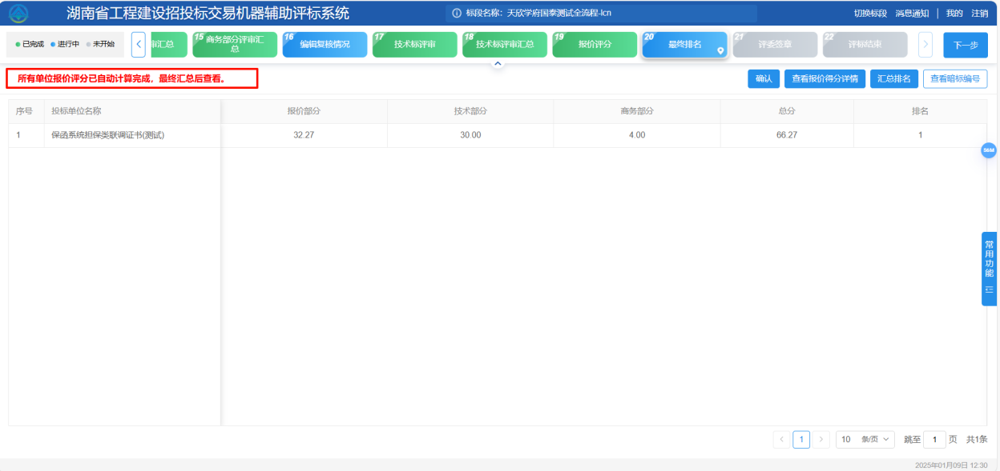 湖南省工程建设招投标交易机器辅助评标系统
标段名称：天欣学府国泰测试全流程-lcn
切换标段 消息通知 | 我的 注销
已完成 进行中 未开始
审汇总
15 商务部分评审汇
总
16 编辑复核情况
17 技术标评审
18 技术标评审汇总
19 报价评分
20 最终排名
21 评委签章
22 评标结束
下一步
所有单位报价评分已自动计算完成，最终汇总后查看。
确认 查看报价得分详情 汇总排名 查看暗标编号
序号 投标单位名称 报价部分 技术部分 商务部分 总分 排名
1 保函系统担保类联调证书(测试) 32.27 30.00 4.00 66.27 1
常用功能
1 10 条/页 跳至 1 页 共1条
2025年01月09日 12:30